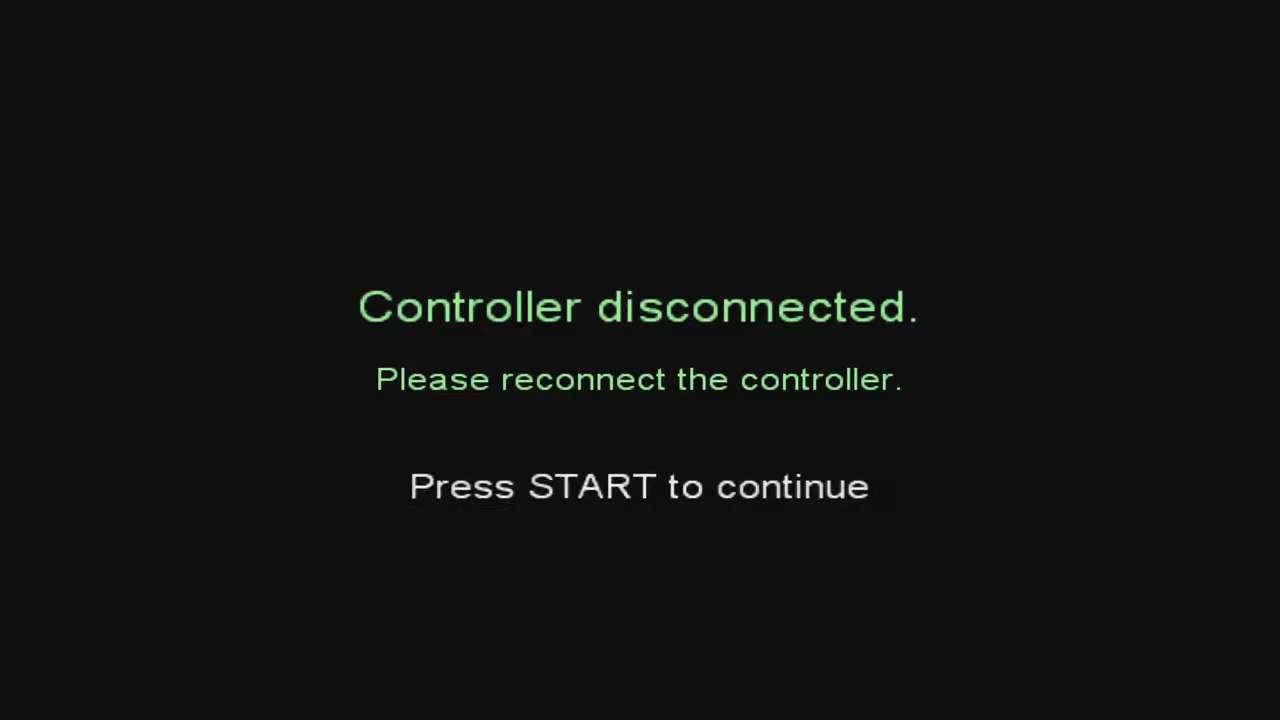 Controller disconnected.
Please reconnect the controller.
Press START to continue